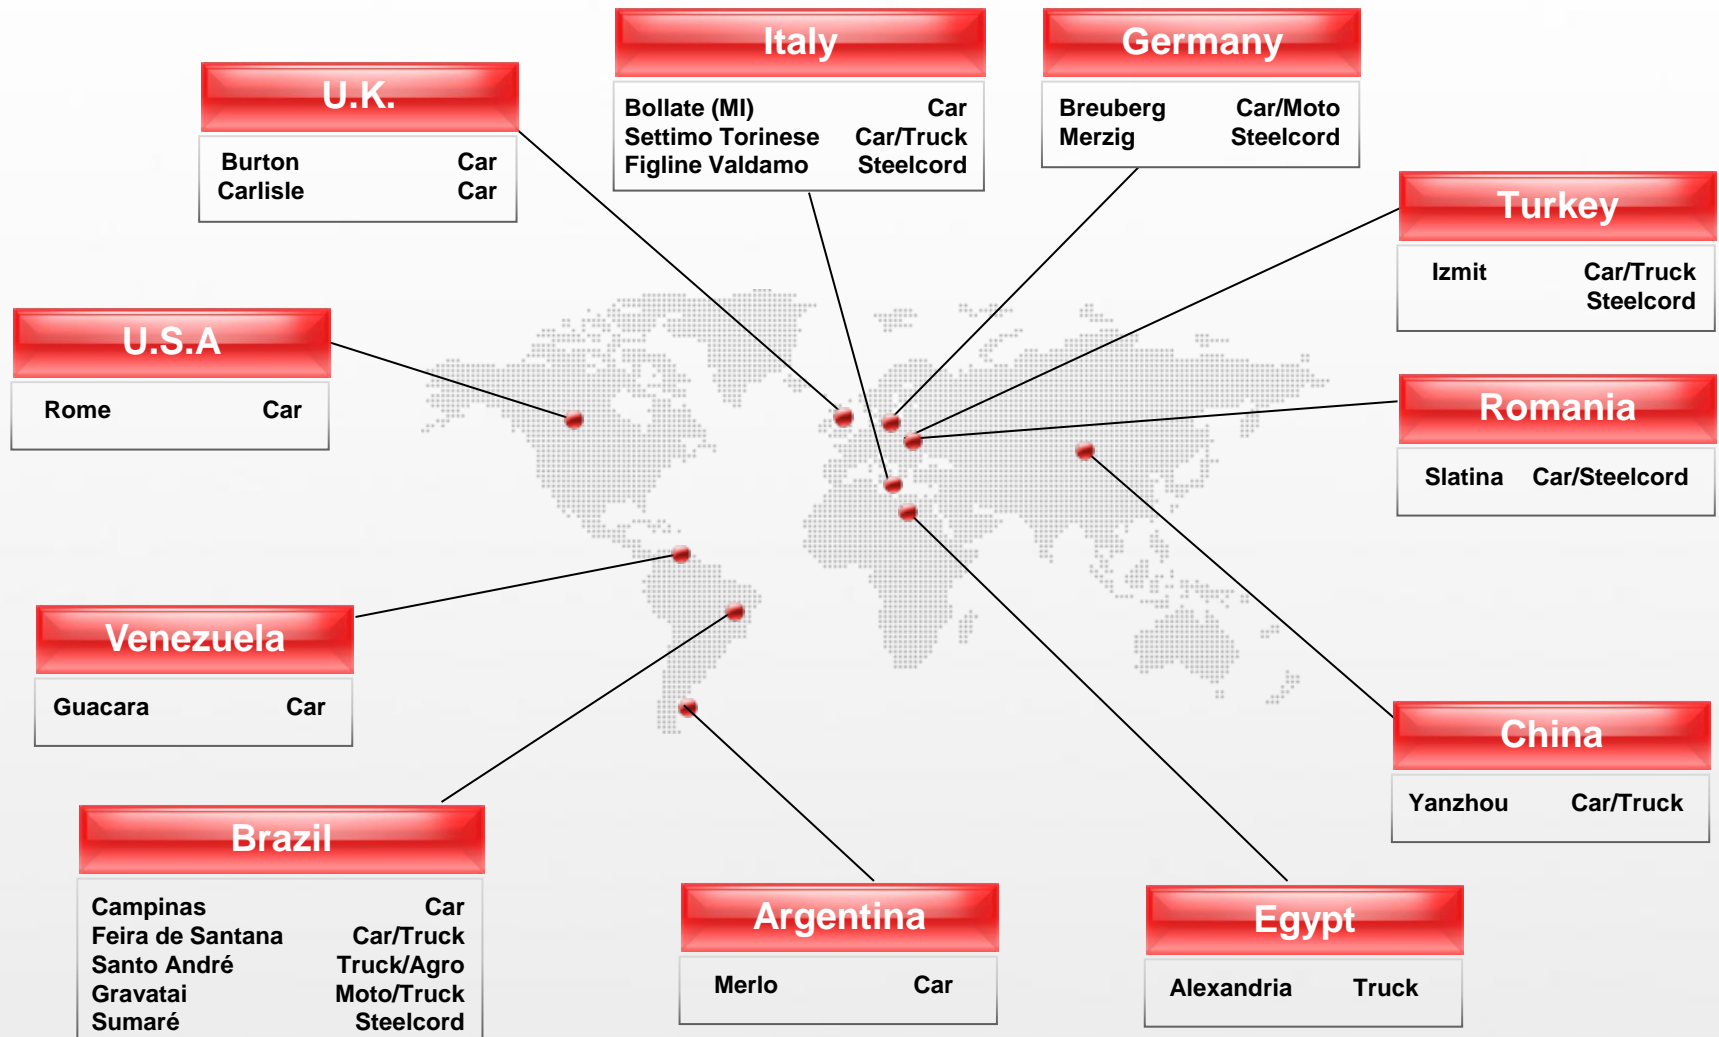 Italy
Bollate (MI) Car
Settimo Torinese Car/Truck
Figline Valdamo Steelcord
Germany
Breuberg Car/Moto
Merzig Steelcord
U.K.
Burton Car
Carlisle Car
Turkey
Izmit Car/Truck
Steelcord
U.S.A
Rome Car
Romania
Slatina Car/Steelcord
Venezuela
Guacara Car
China
Yanzhou Car/Truck
Brazil
Campinas Car
Feira de Santana Car/Truck
Santo André Truck/Agro
Gravatai Moto/Truck
Sumaré Steelcord
Argentina
Merlo Car
Egypt
Alexandria Truck